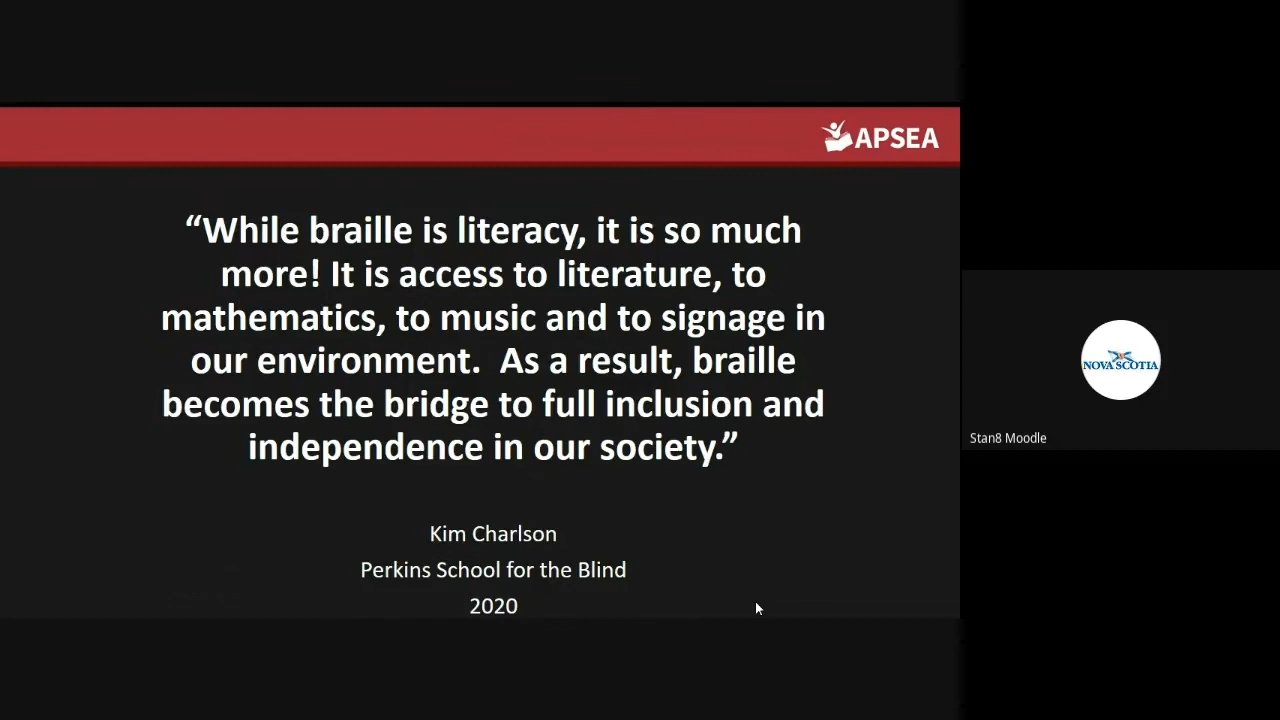 APSEA
“While braille is literacy, it is so much
more! It is access to literature, to
mathematics, to music and to signage in
our environment.  As a result, braille
becomes the bridge to full inclusion and
independence in our society.”
Kim Charlson
Perkins School for the Blind
2020
NOVA SCOTIA
Stan8 Moodle